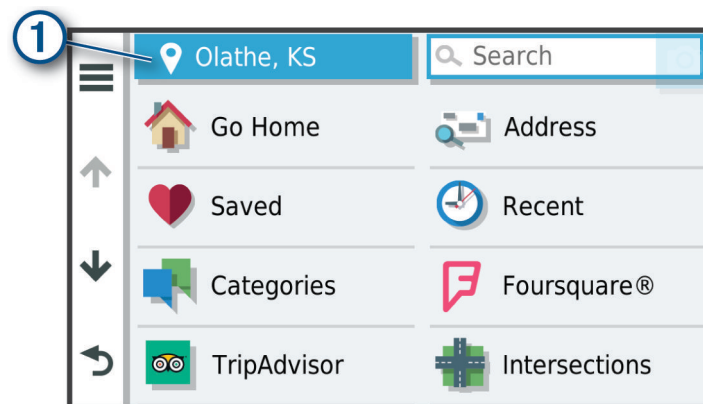 1
Olathe, KS
Search
Go Home
Address
Saved
Recent
Categories
Foursquare®
TripAdvisor
Intersections